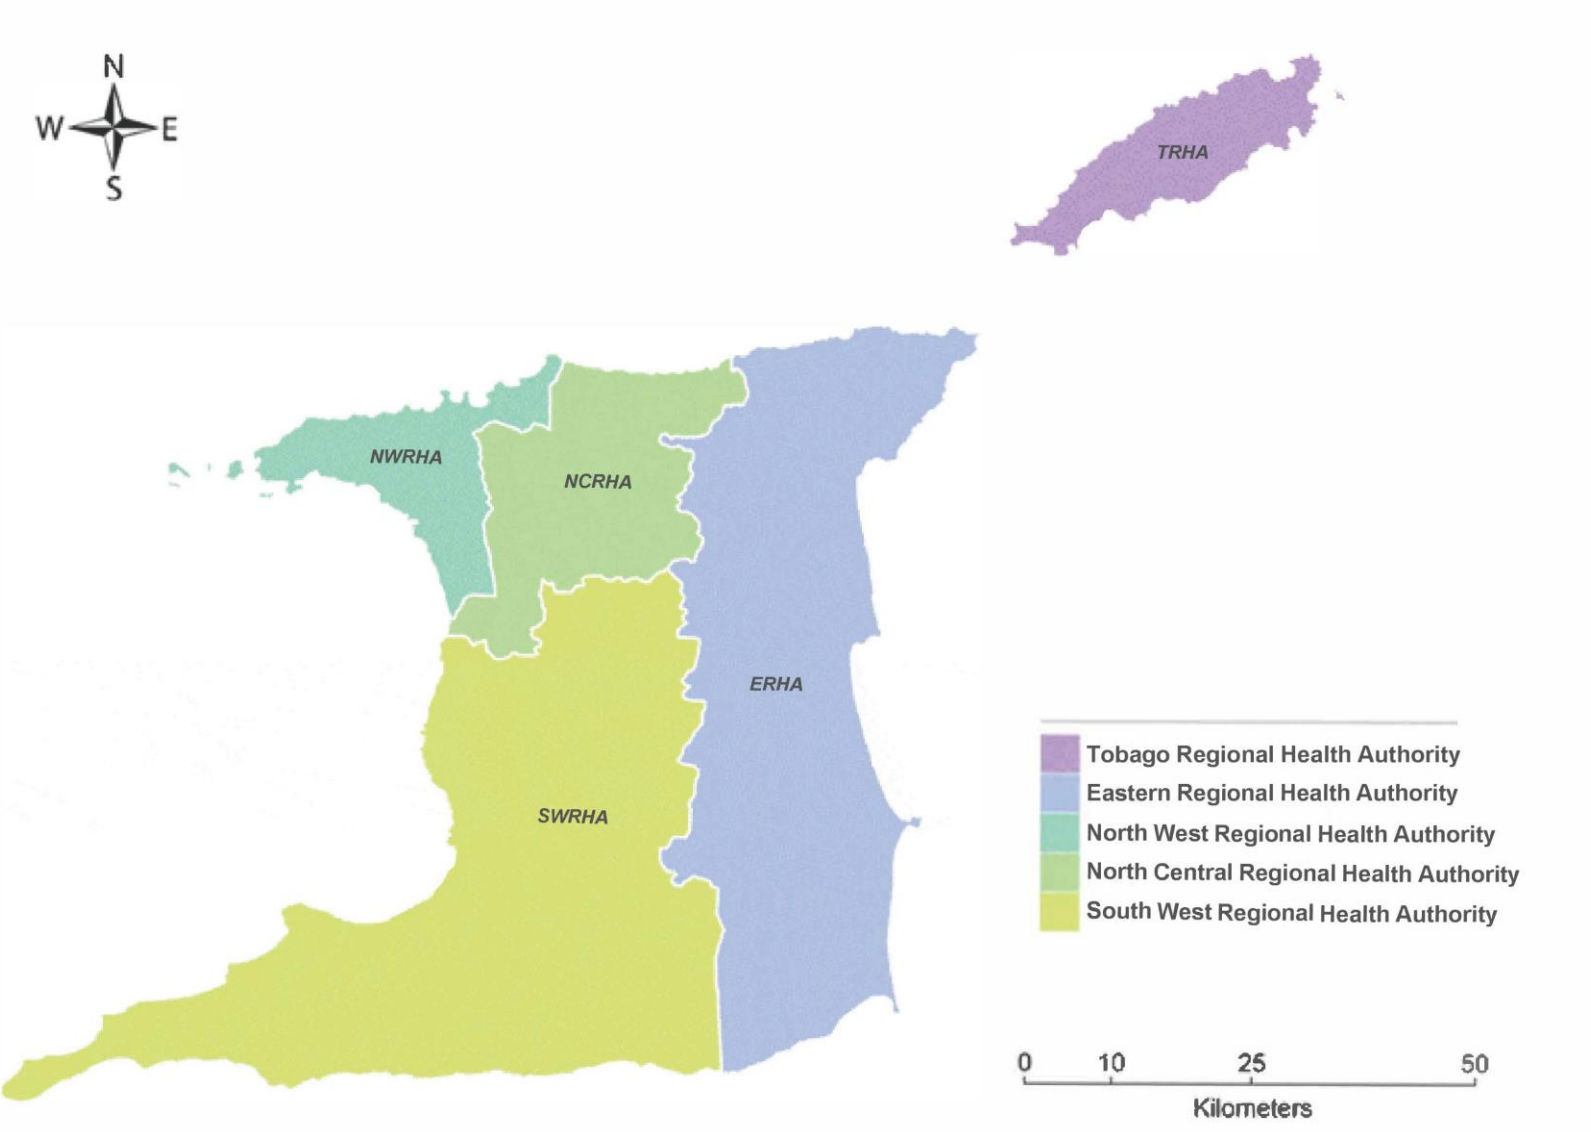 N
W E
S
TRHA
NWRHA
NCRHA
ERHA
SWRHA
Tobago Regional Health Authority
Eastern Regional Health Authority
North West Regional Health Authority
North Central Regional Health Authority
South West Regional Health Authority
0 10 25 50
Kilometers